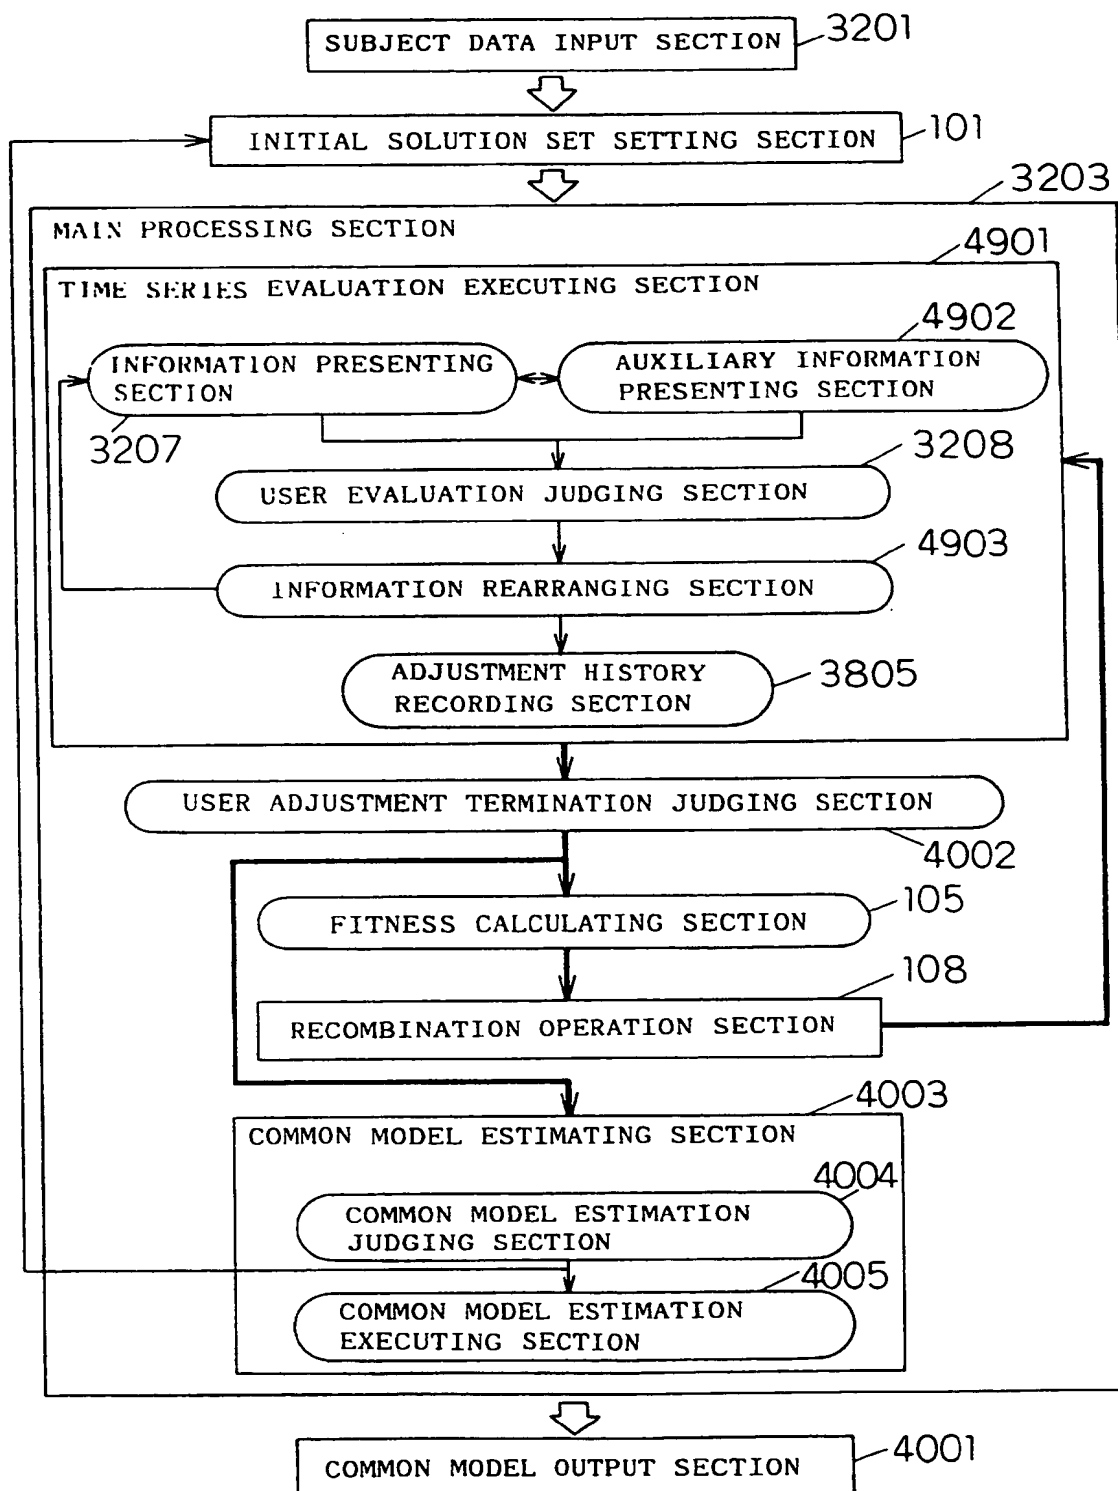 SUBJECT DATA INPUT SECTION
3201
INITIAL SOLUTION SET SETTING SECTION
101
3203
MAIN PROCESSING SECTION
4901
TIME SERIES EVALUATION EXECUTING SECTION
4902
INFORMATION PRESENTING
SECTION
AUXILIARY INFORMATION
PRESENTING SECTION
3207
3208
USER EVALUATION JUDGING SECTION
4903
INFORMATION REARRANGING SECTION
ADJUSTMENT HISTORY
RECORDING SECTION
3805
USER ADJUSTMENT TERMINATION JUDGING SECTION
4002
105
FITNESS CALCULATING SECTION
108
RECOMBINATION OPERATION SECTION
4003
COMMON MODEL ESTIMATING SECTION
4004
COMMON MODEL ESTIMATION
JUDGING SECTION
4005
COMMON MODEL ESTIMATION
EXECUTING SECTION
COMMON MODEL OUTPUT SECTION
4001